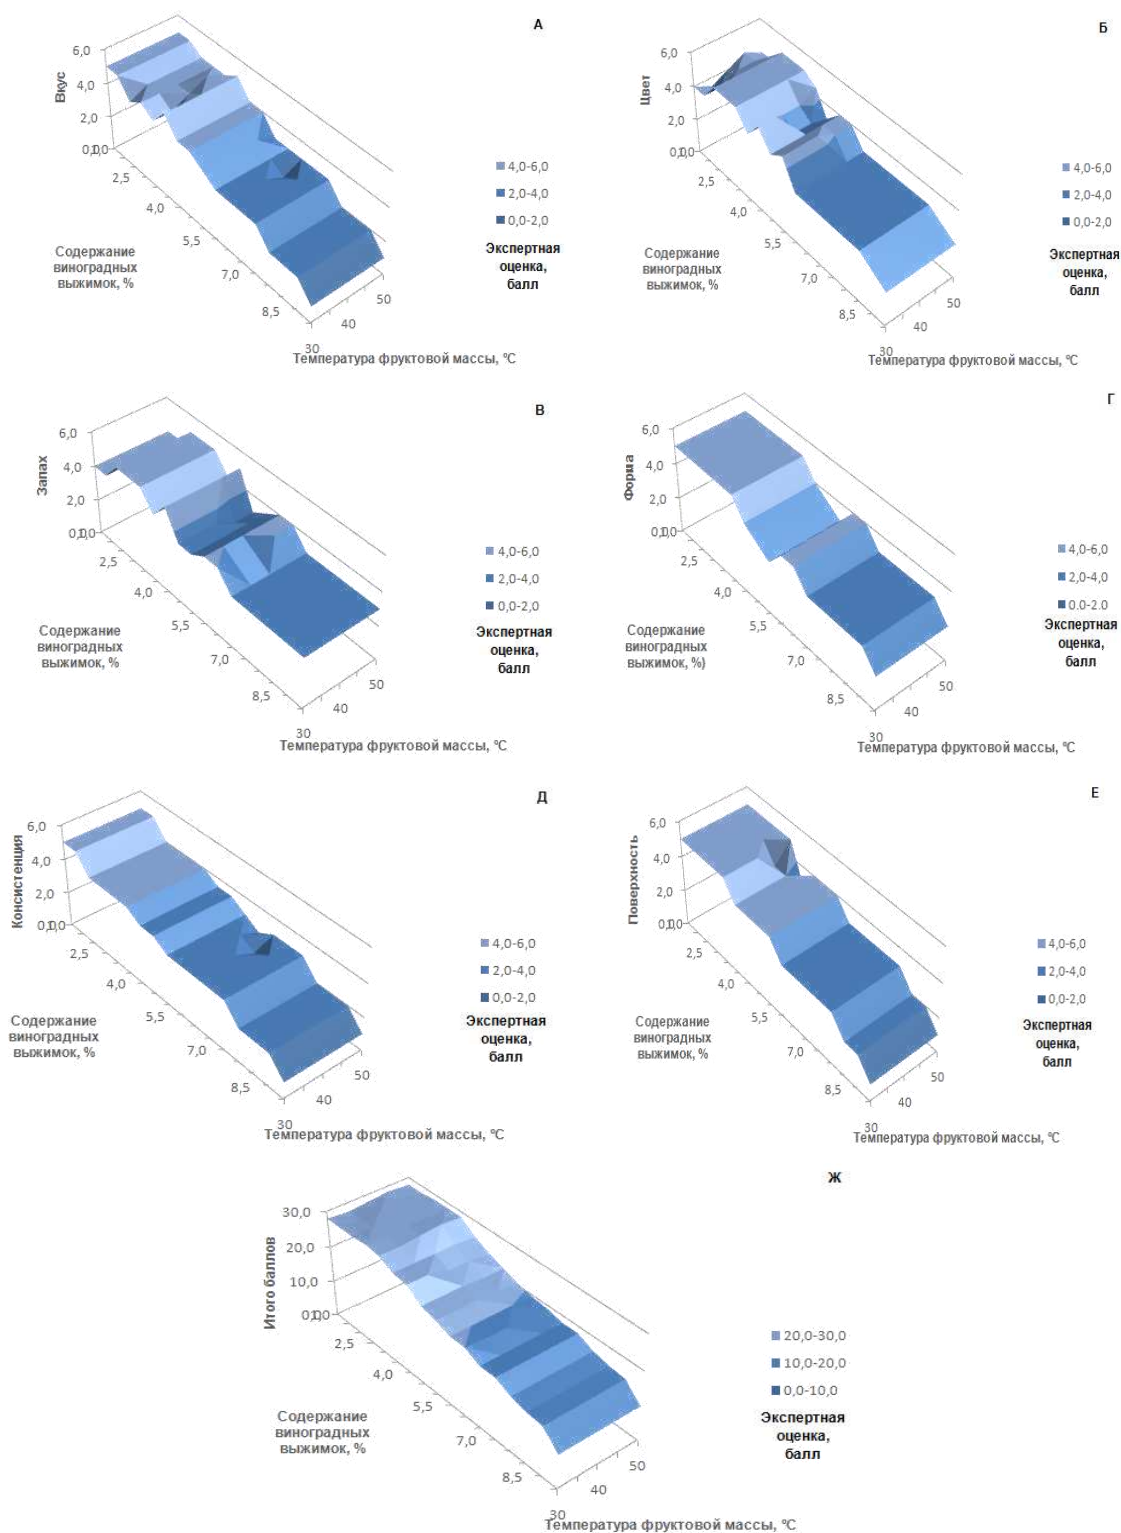 А
6,0
4,0
2,0
0,0
1,0
2,5
4,0
5,5
7,0
8,5
30
40
50
Вкус
Содержание
виноградных
выжимок, %
Температура фруктовой массы, °С
4,0-6,0
2,0-4,0
0,0-2,0
Экспертная
оценка,
балл
Б
6,0
4,0
2,0
0,0
2,5
4,0
5,5
7,0
8,5
30
40
50
Цвет
Содержание
виноградных
выжимок, %
Температура фруктовой массы, °С
4,0-6,0
2,0-4,0
0,0-2,0
Экспертная
оценка,
балл
В
6,0
4,0
2,0
0,0
2,5
4,0
5,5
7,0
8,5
30
40
50
Запах
Содержание
виноградных
выжимок, %
Температура фруктовой массы, °С
4,0-6,0
2,0-4,0
0,0-2,0
Экспертная
оценка,
балл
Г
6,0
4,0
2,0
0,0
2,5
4,0
5,5
7,0
8,5
30
40
50
Форма
Содержание
виноградных
выжимок, %)
Температура фруктовой массы, °С
4,0-6,0
2,0-4,0
0,0-2,0
Экспертная
оценка,
балл
Д
6,0
4,0
2,0
0,0
2,5
4,0
5,5
7,0
8,5
30
40
50
Консистенция
Содержание
виноградных
выжимок, %
Температура фруктовой массы, °С
4,0-6,0
2,0-4,0
0,0-2,0
Экспертная
оценка,
балл
Е
6,0
4,0
2,0
0,0
2,5
4,0
5,5
7,0
8,5
30
40
50
Поверхность
Содержание
виноградных
выжимок, %
Температура фруктовой массы, °С
4,0-6,0
2,0-4,0
0,0-2,0
Экспертная
оценка,
балл
Ж
30,0
20,0
10,0
0,0
2,5
4,0
5,5
7,0
8,5
30
40
50
Итого баллов
Содержание
виноградных
выжимок, %
Температура фруктовой массы, °С
20,0-30,0
10,0-20,0
0,0-10,0
Экспертная
оценка,
балл